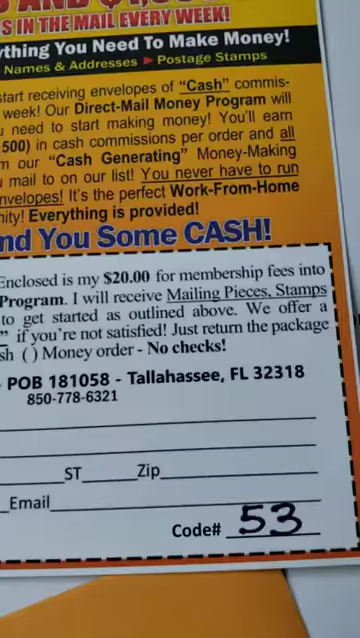 S IN THE MAIL EVERY WEEK!
ything You Need To Make Money!
Names & Addresses ► Postage Stamps
start receiving envelopes of "Cash" commis-
week! Our Direct-Mail Money Program will
need to start making money! You'll earn
500) in cash commissions per order and all
m our "Cash Generating" Money-Making
mail to on our list! You never have to run
nvelopes! It's the perfect Work-From-Home
nity! Everything is provided!
nd You Some CASH!
Enclosed is my $20.00 for membership fees into
Program. I will receive Mailing Pieces, Stamps
to get started as outlined above. We offer a
" if you're not satisfied! Just return the package
sh ( ) Money order - No checks!
- POB 181058 - Tallahassee, FL 32318
850-778-6321
ST Zip
Email
Code# 53